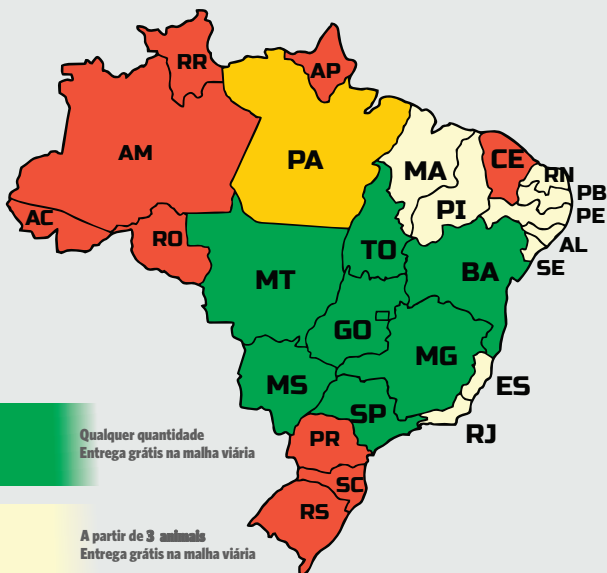 RR
AP
AM
PA
MA
CE
RN
PB
PI
PE
AC
RO
TO
AL
SE
MT
BA
GO
MG
MS
ES
SP
RJ
PR
SC
RS
Qualquer quantidade
Entrega grátis na malha viária
A partir de 3 animais
Entrega grátis na malha viária